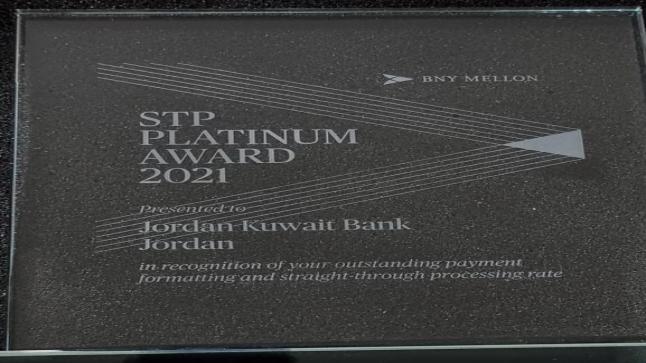 BNY MELLON
STP
PLATINUM
AWARD
2021
Presented to
Jordan Kuwait Bank
Jordan
in recognition of your outstanding payment
formatting and straight-through processing rate